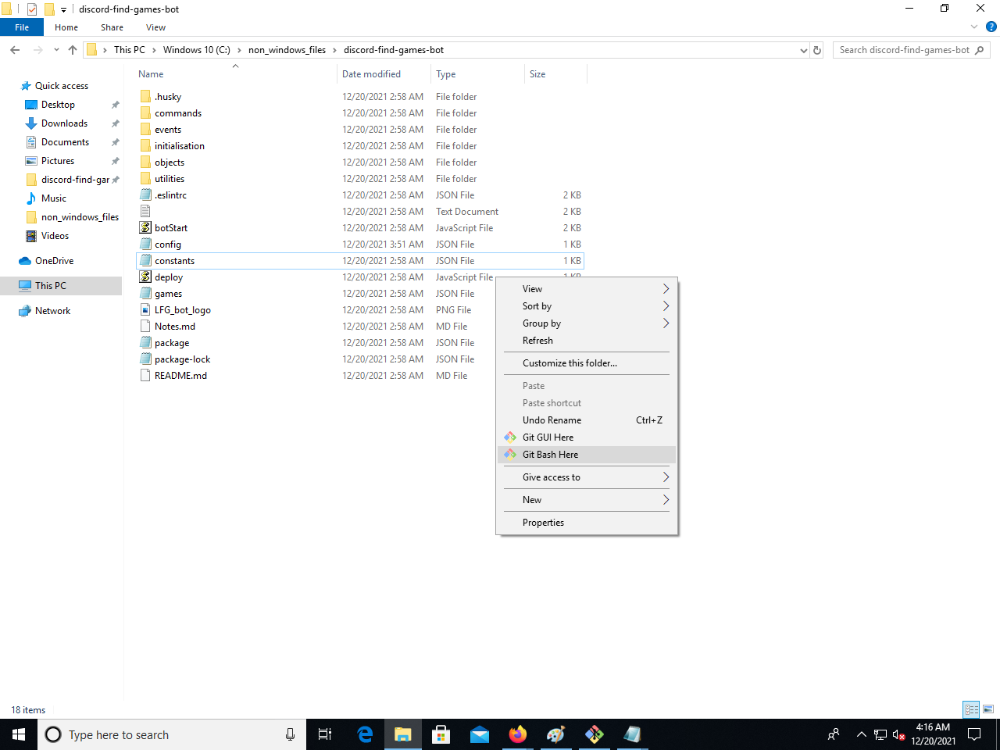 discord-find-games-bot
File Home Share View
This PC Windows 10 (C:) non_windows_files discord-find-games-bot Search discord-find-games-bot
Name Date modified Type Size
Quick access
Desktop
Downloads
Documents
Pictures
discord-find-gar
Music
non_windows_files
Videos
OneDrive
This PC
Network
.husky 12/20/2021 2:58 AM File folder
commands 12/20/2021 2:58 AM File folder
events 12/20/2021 2:58 AM File folder
initialisation 12/20/2021 2:58 AM File folder
objects 12/20/2021 2:58 AM File folder
utilities 12/20/2021 2:58 AM File folder
.eslintrc 12/20/2021 2:58 AM JSON File 2 KB
12/20/2021 2:58 AM Text Document 2 KB
botStart 12/20/2021 2:58 AM JavaScript File 2 KB
config 12/20/2021 3:51 AM JSON File 1 KB
constants 12/20/2021 2:58 AM JSON File 1 KB
deploy 12/20/2021 2:58 AM JavaScript File 1 KB
games 12/20/2021 2:58 AM JSON File
LFG_bot_logo 12/20/2021 2:58 AM PNG File
Notes.md 12/20/2021 2:58 AM MD File
package 12/20/2021 2:58 AM JSON File
package-lock 12/20/2021 2:58 AM JSON File
README.md 12/20/2021 2:58 AM MD File
View
Sort by
Group by
Refresh
Customize this folder...
Paste
Paste shortcut
Undo Rename Ctrl+Z
Git GUI Here
Git Bash Here
Give access to
New
Properties
18 items
Type here to search
4:16 AM
12/20/2021